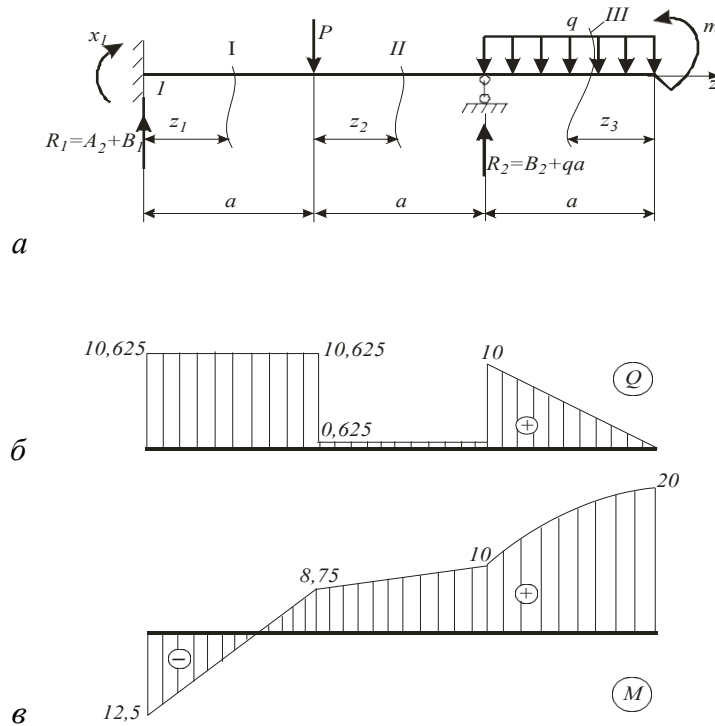 x₁
I
P
II
q
III
m
z
1
z₁
z₂
z₃
R₁=A₂+B₁
R₂=B₂+qa
a
a
a
а
10,625
10,625
10
Q
0,625
+
б
20
10
8,75
+
−
12,5
M
в